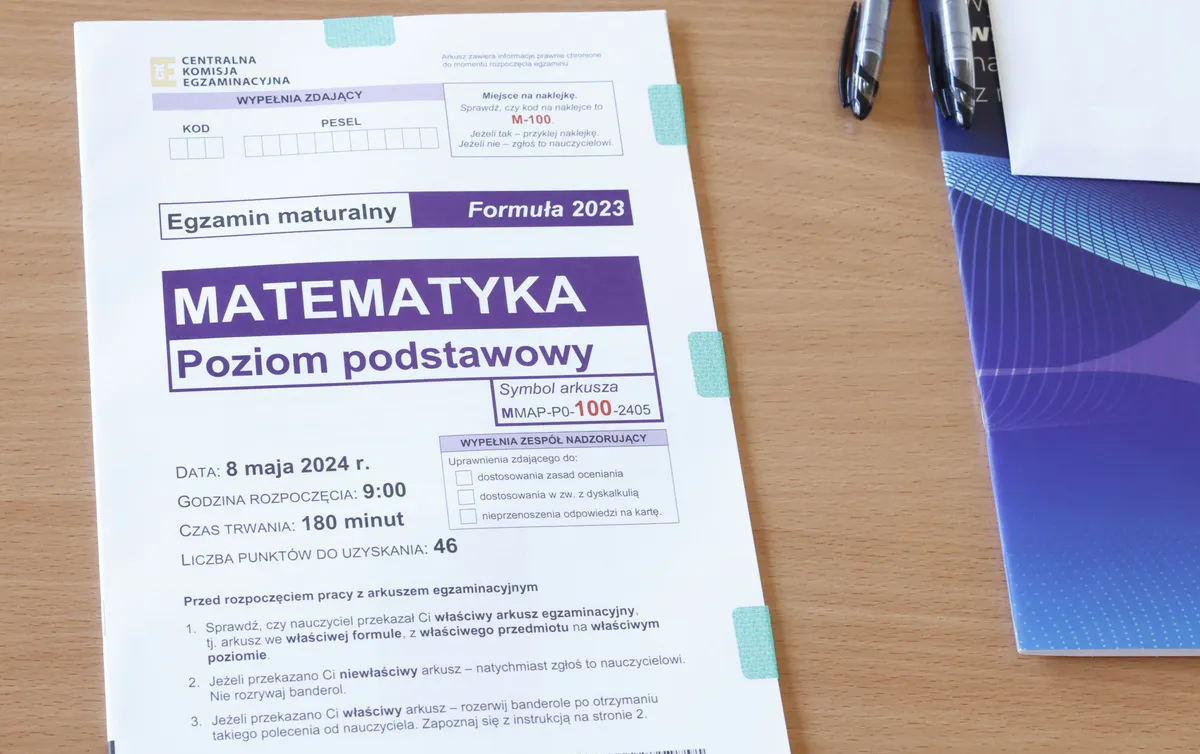 CENTRALNA
KOMISJA
EGZAMINACYJNA
Arkusz zawiera informacje prawnie chronione
do momentu rozpoczęcia egzaminu
WYPEŁNIA ZDAJĄCY
KOD
PESEL
Miejsce na naklejkę.
Sprawdź, czy kod na naklejce to
M-100.
Jeżeli tak – przyklej naklejkę.
Jeżeli nie – zgłoś to nauczycielowi.
Egzamin maturalny
Formuła 2023
MATEMATYKA
Poziom podstawowy
Symbol arkusza
MMAP-P0-100-2405
DATA: 8 maja 2024 r.
GODZINA ROZPOCZĘCIA: 9:00
CZAS TRWANIA: 180 minut
LICZBA PUNKTÓW DO UZYSKANIA: 46
WYPEŁNIA ZESPÓŁ NADZORUJĄCY
Uprawnienia zdającego do:
dostosowania zasad oceniania
dostosowania w zw. z dyskalkulią
nieprzenoszenia odpowiedzi na kartę.
Przed rozpoczęciem pracy z arkuszem egzaminacyjnym
1. Sprawdź, czy nauczyciel przekazał Ci właściwy arkusz egzaminacyjny,
tj. arkusz we właściwej formule, z właściwego przedmiotu na właściwym
poziomie.
2. Jeżeli przekazano Ci niewłaściwy arkusz – natychmiast zgłoś to nauczycielowi.
Nie rozrywaj banderol.
3. Jeżeli przekazano Ci właściwy arkusz – rozerwij banderole po otrzymaniu
takiego polecenia od nauczyciela. Zapoznaj się z instrukcją na stronie 2.